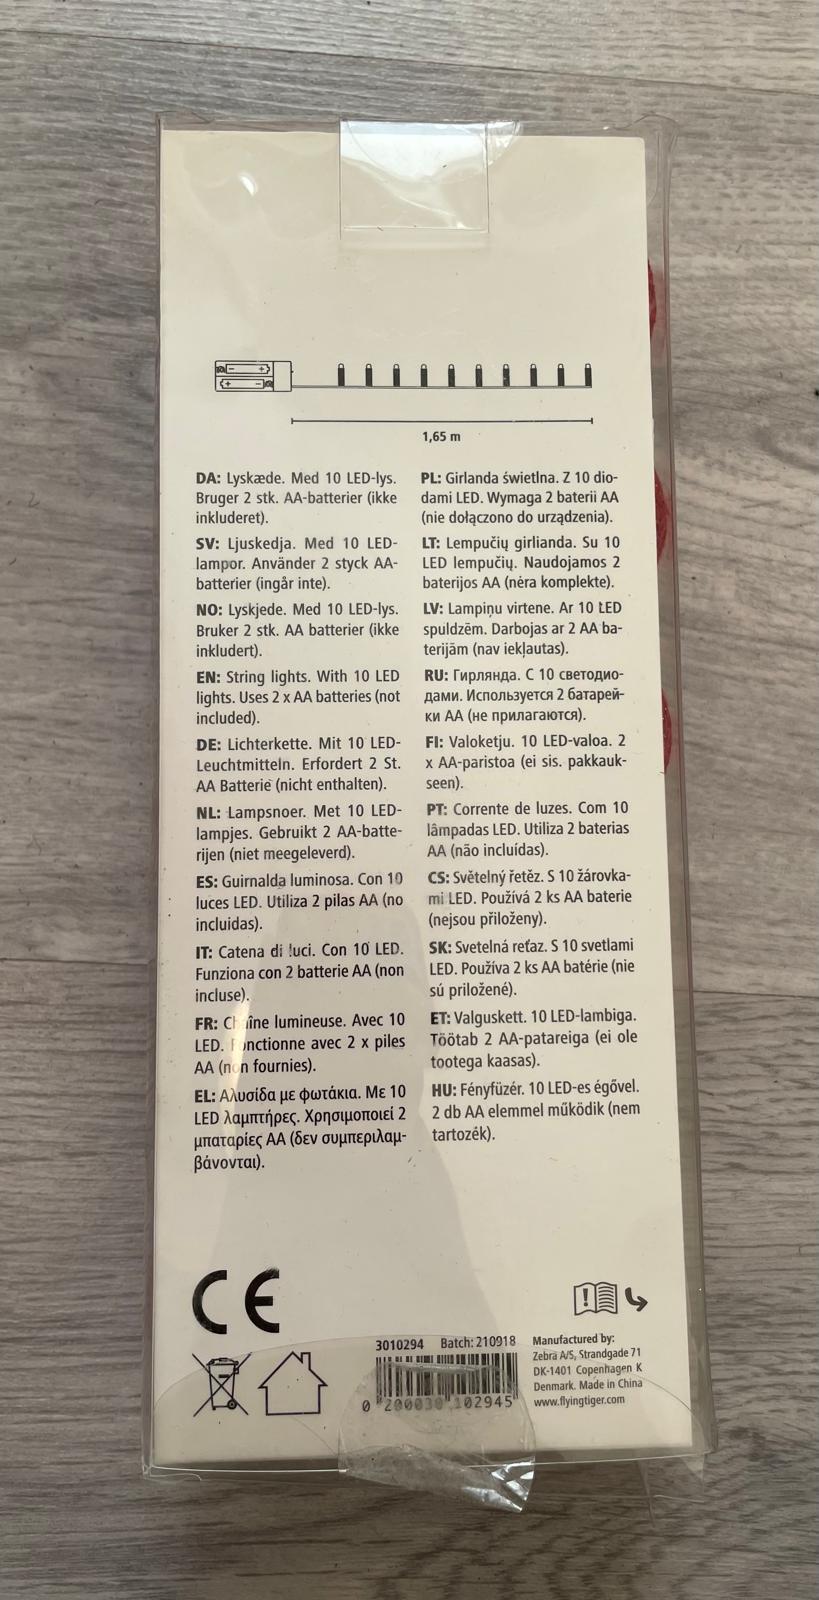 1,65 m
DA: Lyskæde. Med 10 LED-lys.
Bruger 2 stk. AA-batterier (ikke
inkluderet).
SV: Ljuskedja. Med 10 LED-
lampor. Använder 2 styck AA-
batterier (ingår inte).
NO: Lyskjede. Med 10 LED-lys.
Bruker 2 stk. AA batterier (ikke
inkludert).
EN: String lights. With 10 LED
lights. Uses 2 x AA batteries (not
included).
DE: Lichterkette. Mit 10 LED-
Leuchtmitteln. Erfordert 2 St.
AA Batterie (nicht enthalten).
NL: Lampsnoer. Met 10 LED-
lampjes. Gebruikt 2 AA-batte-
rijen (niet meegeleverd).
ES: Guirnalda luminosa. Con 10
luces LED. Utiliza 2 pilas AA (no
incluidas).
IT: Catena di luci. Con 10 LED.
Funziona con 2 batterie AA (non
incluse).
FR: Chaîne lumineuse. Avec 10
LED. Fonctionne avec 2 x piles
AA (non fournies).
EL: Αλυσίδα με φωτάκια. Με 10
LED λαμπτήρες. Χρησιμοποιεί 2
μπαταρίες AA (δεν συμπεριλαμ-
βάνονται).
PL: Girlanda świetlna. Z 10 dio-
dami LED. Wymaga 2 baterii AA
(nie dołączono do urządzenia).
LT: Lempučių girlianda. Su 10
LED lempučių. Naudojamos 2
baterijos AA (nėra komplekte).
LV: Lampiņu virtene. Ar 10 LED
spuldzēm. Darbojas ar 2 AA ba-
terijām (nav iekļautas).
RU: Гирлянда. С 10 светодио-
дами. Используется 2 батарей-
ки AA (не прилагаются).
FI: Valoketju. 10 LED-valoa. 2
x AA-paristoa (ei sis. pakkauk-
seen).
PT: Corrente de luzes. Com 10
lâmpadas LED. Utiliza 2 baterias
AA (não incluídas).
CS: Světelný řetěz. S 10 žárovka-
mi LED. Používá 2 ks AA baterie
(nejsou přiloženy).
SK: Svetelná reťaz. S 10 svetlami
LED. Používa 2 ks AA batérie (nie
sú priložené).
ET: Valguskett. 10 LED-lambiga.
Töötab 2 AA-patareiga (ei ole
tootega kaasas).
HU: Fényfüzér. 10 LED-es égővel.
2 db AA elemmel működik (nem
tartozék).
CE
3010294 Batch: 210918
0 200030 102945
Manufactured by:
Zebra A/S, Strandgade 71
DK-1401 Copenhagen K
Denmark. Made in China
www.flyingtiger.com